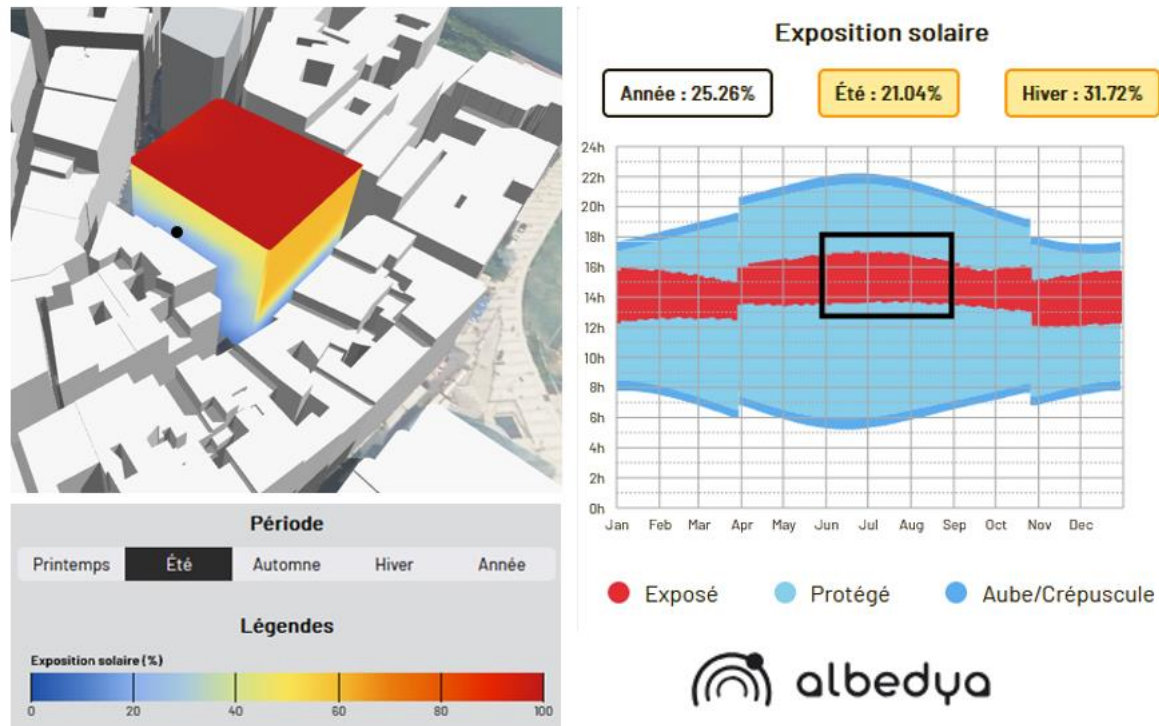 Exposition solaire
Année : 25.26%
Été : 21.04%
Hiver : 31.72%
24h
22h
20h
18h
16h
14h
12h
10h
8h
6h
4h
2h
0h
Jan Feb Mar Apr May Jun Jul Aug Sep Oct Nov Dec
Exposé Protégé Aube/Crépuscule
Période
Printemps Été Automne Hiver Année
Légendes
Exposition solaire (%)
0 20 40 60 80 100
albedya